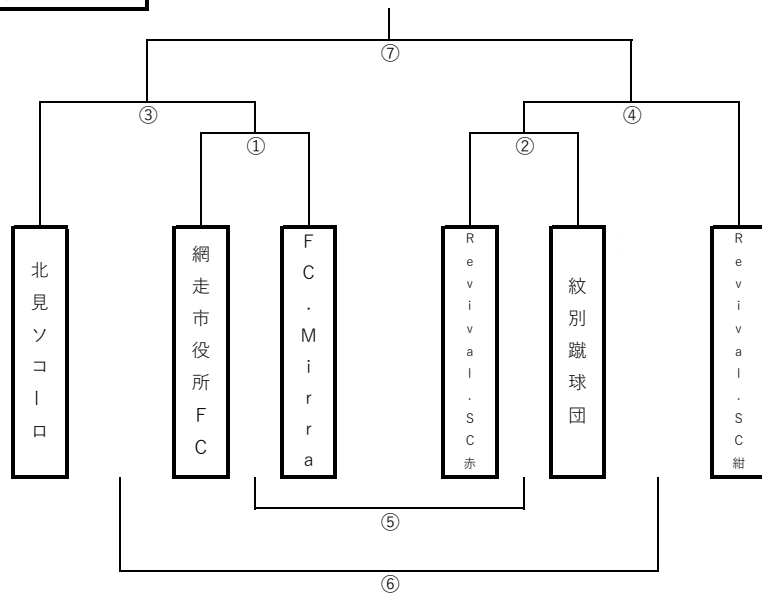 ⑦
③
④
①
②
北見ソコーロ
網走市役所FC
FC.Mirra
Revival.SC赤
紋別蹴球団
Revival.SC紺
⑤
⑥